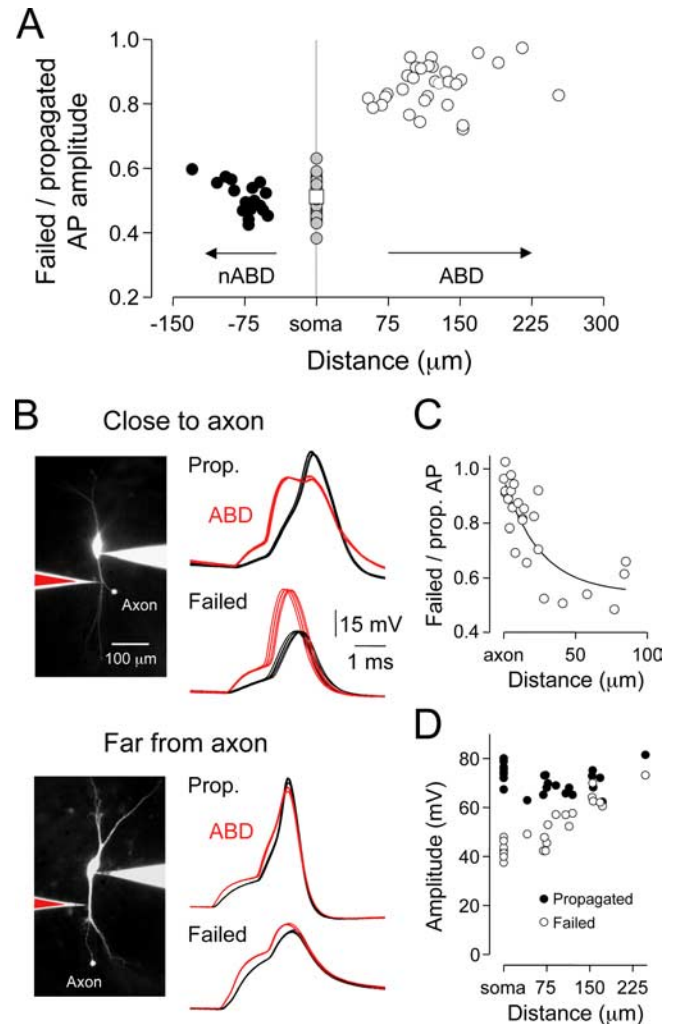 A
Failed / propagated
AP amplitude
1.0
0.8
0.6
0.4
0.2
nABD
ABD
-150
-75
soma
75
150
225
300
Distance (μm)
B
Close to axon
Prop.
ABD
Axon
100 μm
Failed
15 mV
1 ms
Far from axon
Prop.
ABD
Failed
Axon
C
Failed / prop. AP
1.0
0.8
0.6
0.4
axon
50
100
Distance (μm)
D
Amplitude (mV)
80
60
40
20
0
Propagated
Failed
soma
75
150
225
Distance (μm)